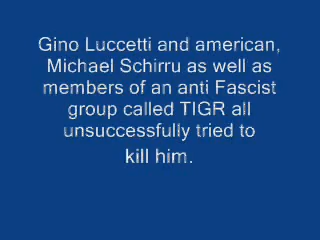 Gino Luccetti and american,
Michael Schirru as well as
members of an anti Fascist
group called TIGR all
unsuccessfully tried to
kill him.